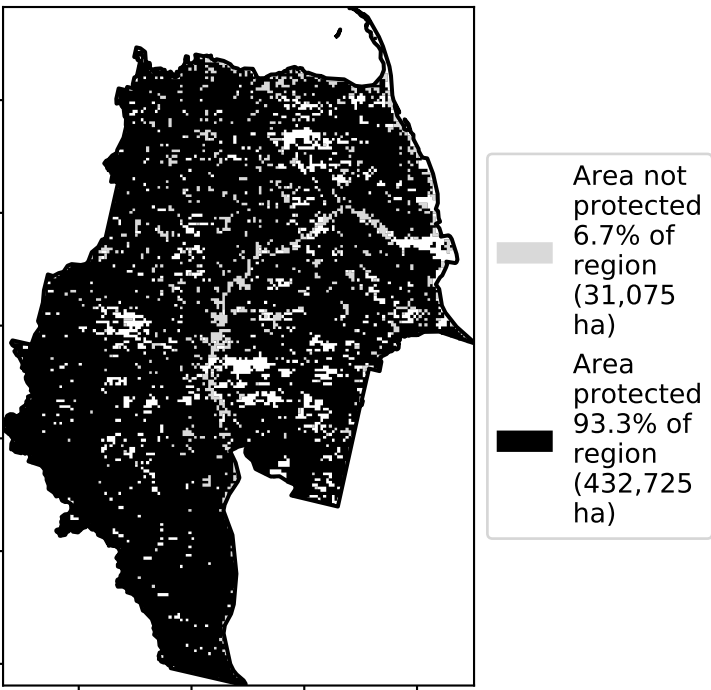 Area not
protected
6.7% of
region
(31,075
ha)
Area
protected
93.3% of
region
(432,725
ha)